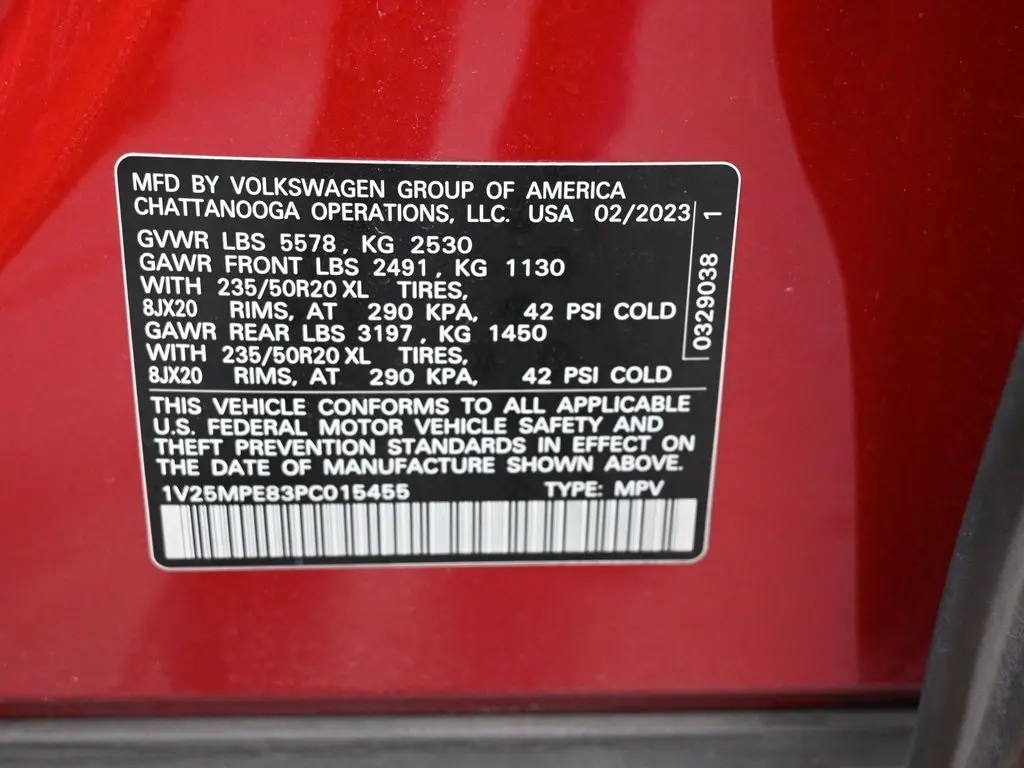 MFD BY VOLKSWAGEN GROUP OF AMERICA
CHATTANOOGA OPERATIONS, LLC. USA 02/2023
GVWR LBS 5578, KG 2530
GAWR FRONT LBS 2491, KG 1130
WITH 235/50R20 XL TIRES,
8JX20 RIMS, AT 290 KPA, 42 PSI COLD
GAWR REAR LBS 3197, KG 1450
WITH 235/50R20 XL TIRES,
8JX20 RIMS, AT 290 KPA, 42 PSI COLD
0329038 1
THIS VEHICLE CONFORMS TO ALL APPLICABLE
U.S. FEDERAL MOTOR VEHICLE SAFETY AND
THEFT PREVENTION STANDARDS IN EFFECT ON
THE DATE OF MANUFACTURE SHOWN ABOVE.
1V25MPE83PC015455 TYPE: MPV